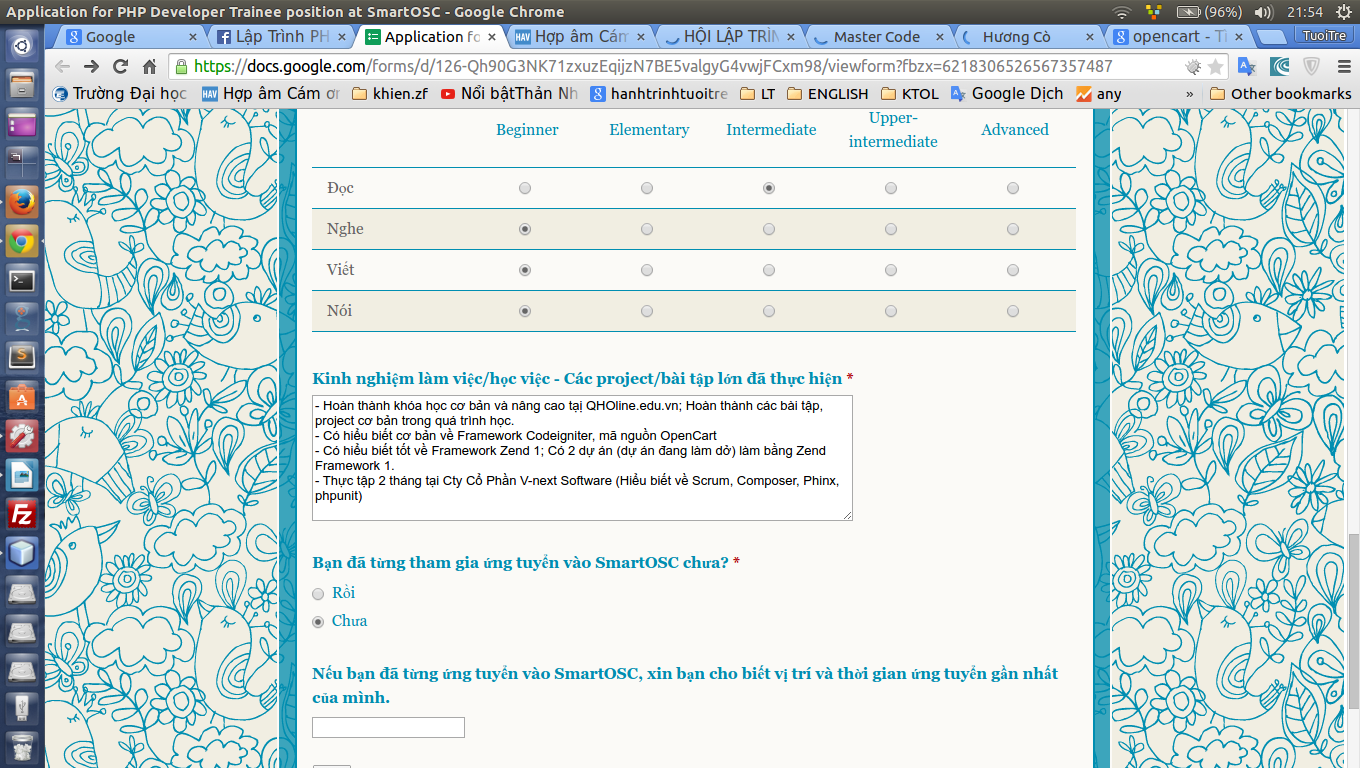 Application for PHP Developer Trainee position at SmartOSC - Google Chrome
(96%) 21:54
Google
Lập Trình PH
Application fo
Hợp âm Cám
HỘI LẬP TRÌN
Master Code
Hương Cò
opencart - Tì
TuoiTre
https://docs.google.com/forms/d/126-Qh90G3NK71zxuzEqijzN7BE5valgyG4vwjFCxm98/viewform?fbzx=6218306526567357487
Trường Đại học
Hợp âm Cám ơn
khien.zf
Nổi bậtThản Nh
hanhtrinhtuoitre
LT
ENGLISH
KTOL
Google Dịch
any
»
Other bookmarks
Beginner Elementary Intermediate Upper-intermediate Advanced
Đọc
Nghe
Viết
Nói
Kinh nghiệm làm việc/học việc - Các project/bài tập lớn đã thực hiện *
- Hoàn thành khóa học cơ bản và nâng cao tại QHOline.edu.vn; Hoàn thành các bài tập,
project cơ bản trong quá trình học.
- Có hiểu biết cơ bản về Framework Codeigniter, mã nguồn OpenCart
- Có hiểu biết tốt về Framework Zend 1; Có 2 dự án (dự án đang làm dở) làm bằng Zend
Framework 1.
- Thực tập 2 tháng tại Cty Cổ Phần V-next Software (Hiểu biết về Scrum, Composer, Phinx,
phpunit)
Bạn đã từng tham gia ứng tuyển vào SmartOSC chưa? *
Rồi
Chưa
Nếu bạn đã từng ứng tuyển vào SmartOSC, xin bạn cho biết vị trí và thời gian ứng tuyển gần nhất
của mình.